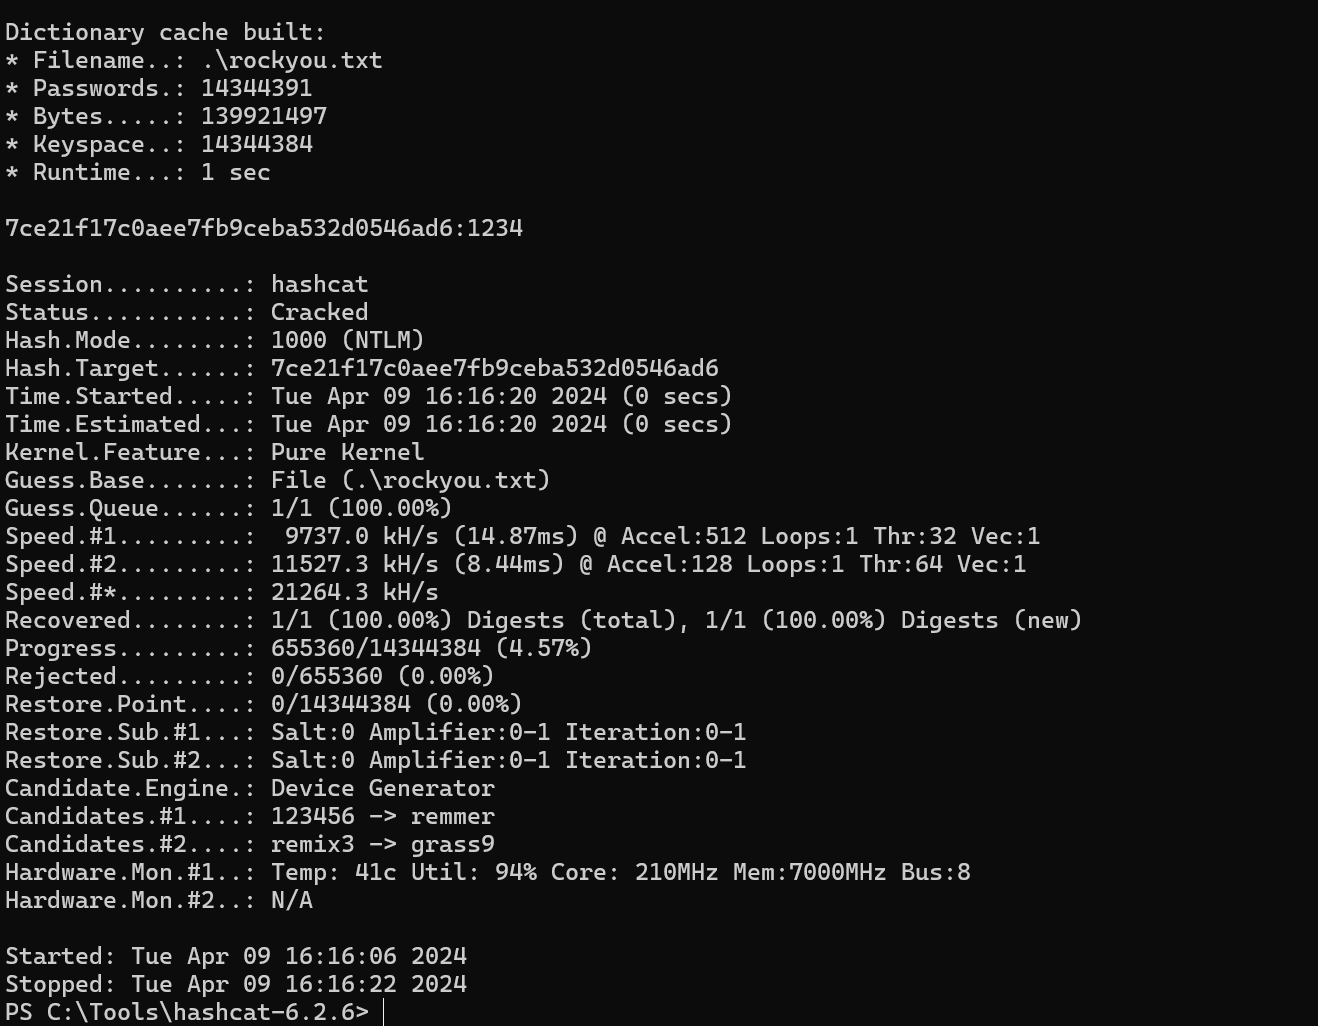 Dictionary cache built:
* Filename..: .\rockyou.txt
* Passwords.: 14344391
* Bytes.....: 139921497
* Keyspace..: 14344384
* Runtime...: 1 sec

7ce21f17c0aee7fb9ceba532d0546ad6:1234

Session..........: hashcat
Status...........: Cracked
Hash.Mode........: 1000 (NTLM)
Hash.Target......: 7ce21f17c0aee7fb9ceba532d0546ad6
Time.Started.....: Tue Apr 09 16:16:20 2024 (0 secs)
Time.Estimated...: Tue Apr 09 16:16:20 2024 (0 secs)
Kernel.Feature...: Pure Kernel
Guess.Base.......: File (.\rockyou.txt)
Guess.Queue......: 1/1 (100.00%)
Speed.#1.........:  9737.0 kH/s (14.87ms) @ Accel:512 Loops:1 Thr:32 Vec:1
Speed.#2.........: 11527.3 kH/s (8.44ms) @ Accel:128 Loops:1 Thr:64 Vec:1
Speed.#*.........: 21264.3 kH/s
Recovered........: 1/1 (100.00%) Digests (total), 1/1 (100.00%) Digests (new)
Progress.........: 655360/14344384 (4.57%)
Rejected.........: 0/655360 (0.00%)
Restore.Point....: 0/14344384 (0.00%)
Restore.Sub.#1...: Salt:0 Amplifier:0-1 Iteration:0-1
Restore.Sub.#2...: Salt:0 Amplifier:0-1 Iteration:0-1
Candidate.Engine.: Device Generator
Candidates.#1....: 123456 -> remmer
Candidates.#2....: remix3 -> grass9
Hardware.Mon.#1..: Temp: 41c Util: 94% Core: 210MHz Mem:7000MHz Bus:8
Hardware.Mon.#2..: N/A

Started: Tue Apr 09 16:16:06 2024
Stopped: Tue Apr 09 16:16:22 2024
PS C:\Tools\hashcat-6.2.6>